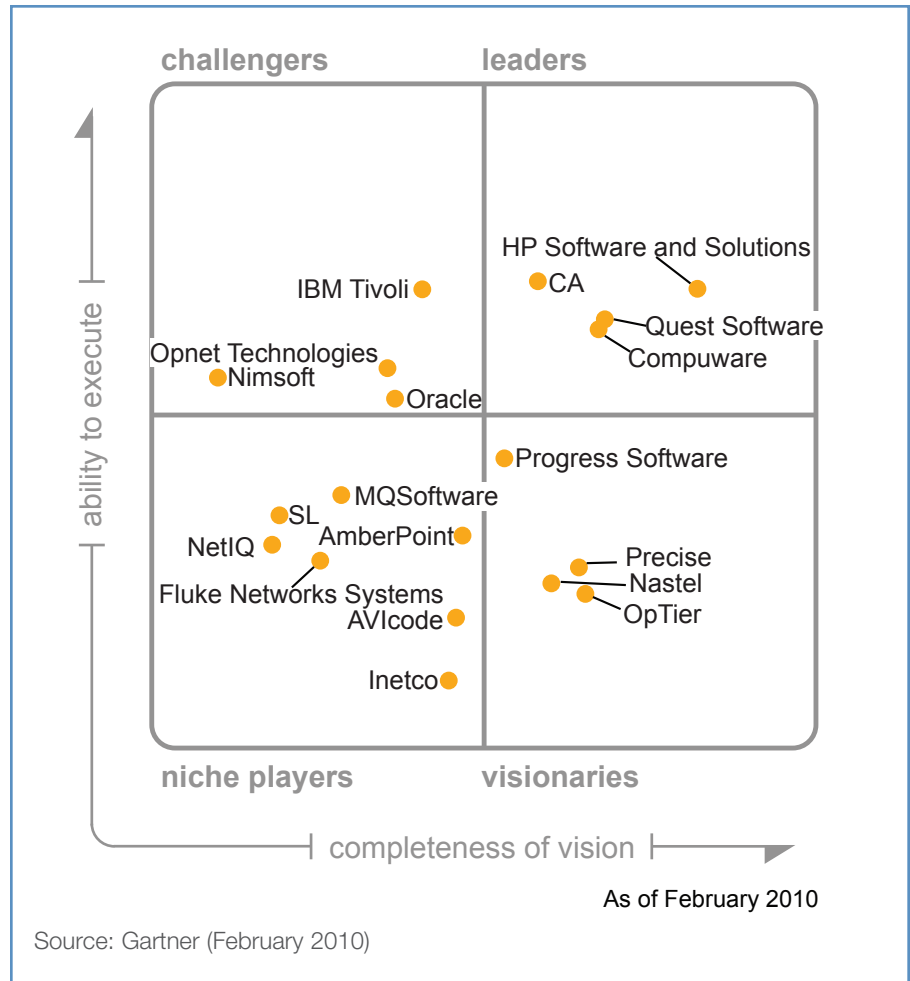 challengers
leaders
HP Software and Solutions
CA
IBM Tivoli
Quest Software
Opnet Technologies
Compuware
Nimsoft
Oracle
ability to execute
Progress Software
MQSoftware
SL
AmberPoint
NetIQ
Precise
Nastel
Fluke Networks Systems
OpTier
AVIcode
Inetco
niche players
visionaries
completeness of vision
As of February 2010
Source: Gartner (February 2010)